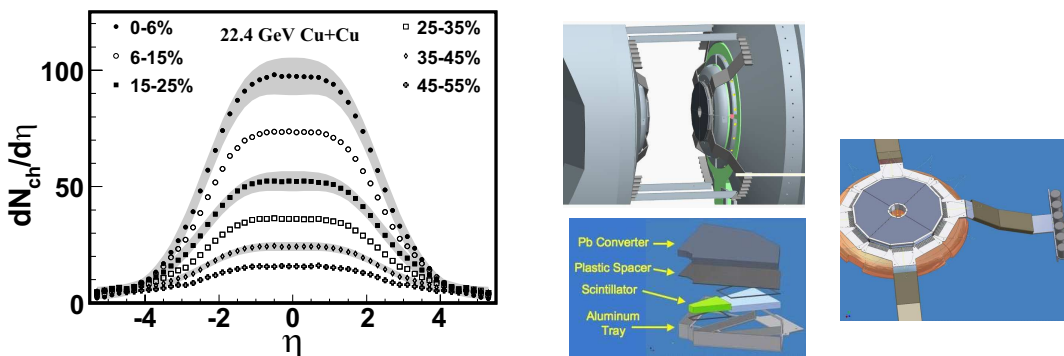 0-6%
6-15%
15-25%
22.4 GeV Cu+Cu
25-35%
35-45%
45-55%
dN_ch/dη
100
50
0
-4 -2 0 2 4
η
Pb Converter
Plastic Spacer
Scintillator
Aluminum
Tray